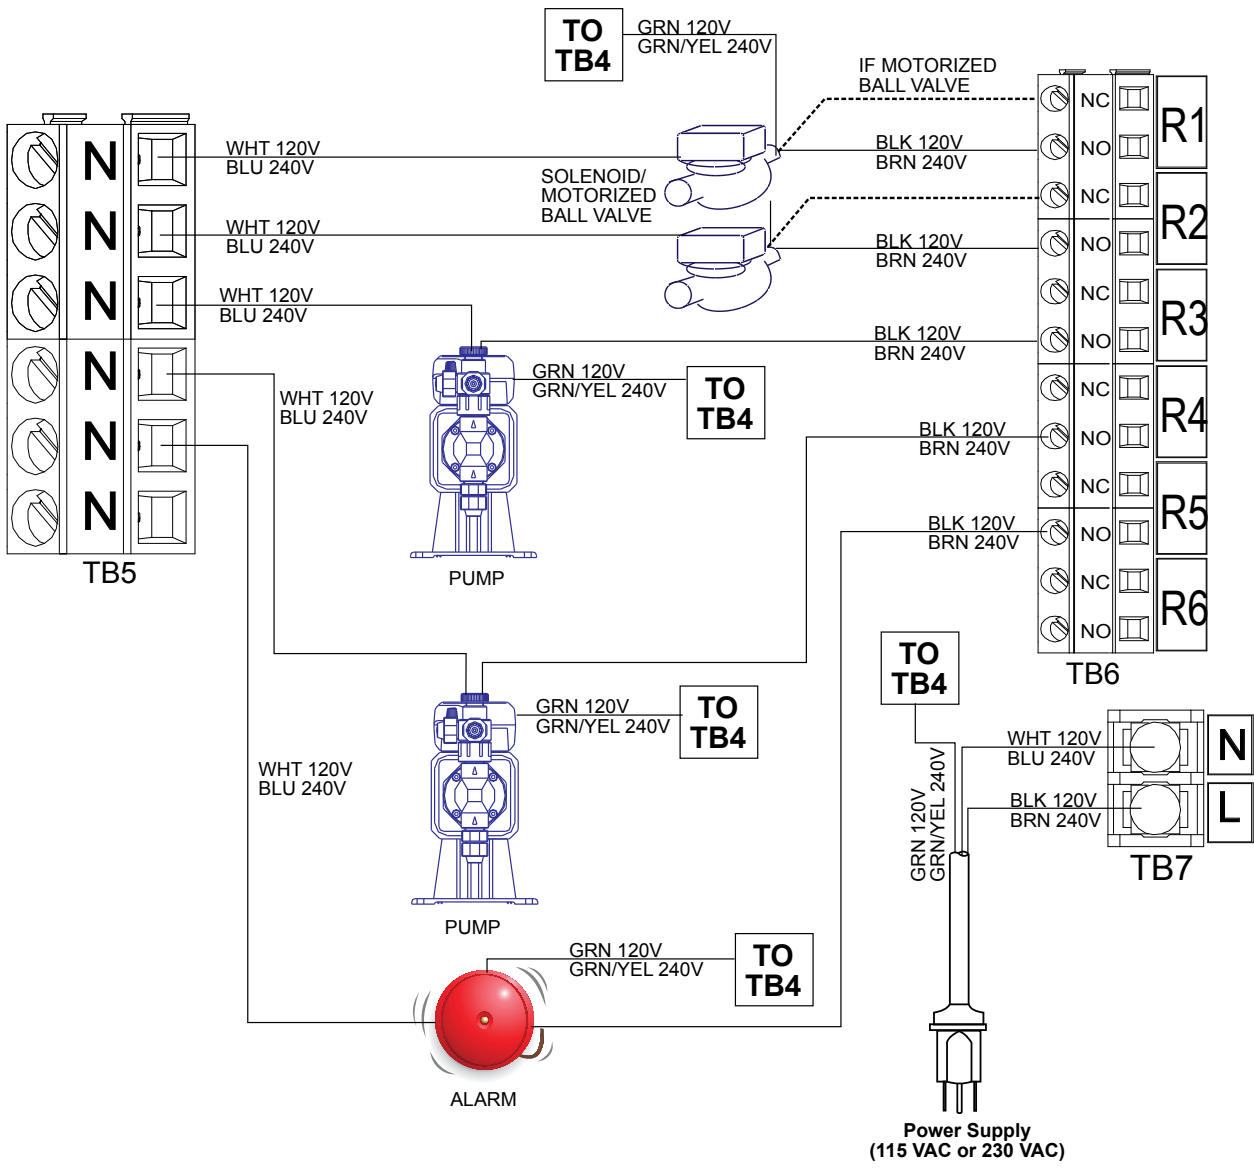 TO
TB4
GRN 120V
GRN/YEL 240V
IF MOTORIZED
BALL VALVE
N
WHT 120V
BLU 240V
SOLENOID/
MOTORIZED
BALL VALVE
BLK 120V
BRN 240V
NC
R1
NO
N
WHT 120V
BLU 240V
BLK 120V
BRN 240V
NC
R2
NO
N
WHT 120V
BLU 240V
BLK 120V
BRN 240V
NC
R3
NO
N
WHT 120V
BLU 240V
GRN 120V
GRN/YEL 240V
TO
TB4
NC
R4
NO
BLK 120V
BRN 240V
N
NC
R5
NO
BLK 120V
BRN 240V
N
TB5
PUMP
NC
R6
NO
TB6
TO
TB4
GRN 120V
GRN/YEL 240V
TO
TB4
WHT 120V
BLU 240V
WHT 120V
BLU 240V
N
BLK 120V
BRN 240V
L
TB7
GRN 120V
GRN/YEL 240V
PUMP
GRN 120V
GRN/YEL 240V
TO
TB4
ALARM
Power Supply
(115 VAC or 230 VAC)